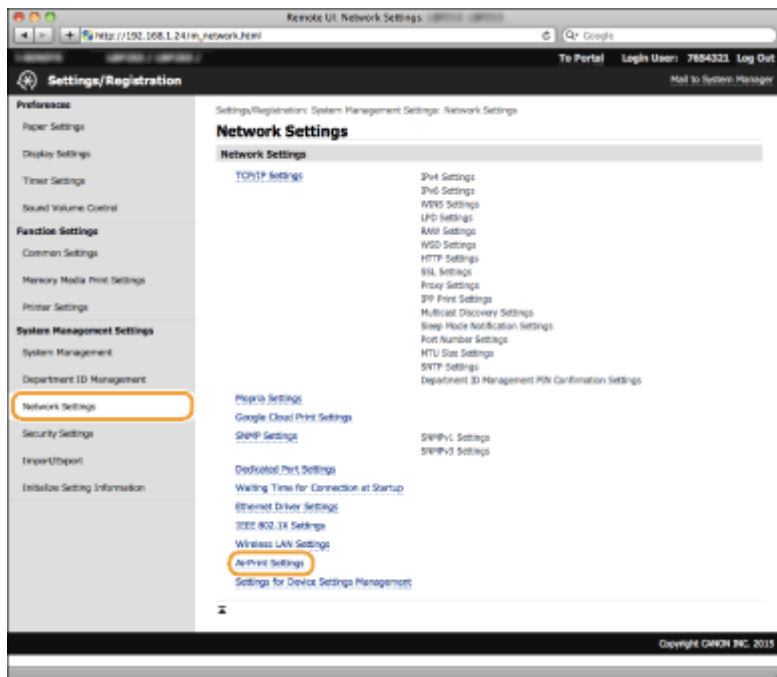 Remote UI: Network Settings:
http://192.168.1.24/m_network.html
Google
To Portal Login User: 7654321 Log Out
Settings/Registration
Mail to System Manager
Preferences
Paper Settings
Display Settings
Timer Settings
Sound Volume Control
Function Settings
Common Settings
Memory Media Print Settings
Printer Settings
System Management Settings
System Management
Department ID Management
Network Settings
Security Settings
Import/Export
Initialize Setting Information
Settings/Registration: System Management Settings: Network Settings
Network Settings
Network Settings
TCP/IP Settings
IPv4 Settings
IPv6 Settings
WINS Settings
LPD Settings
RAW Settings
WSD Settings
HTTP Settings
SSL Settings
Proxy Settings
IPP Print Settings
Multicast Discovery Settings
Sleep Mode Notification Settings
Port Number Settings
MTU Size Settings
SNTP Settings
Department ID Management PIN Confirmation Settings
Mopria Settings
Google Cloud Print Settings
SNMP Settings
SNMPv1 Settings
SNMPv3 Settings
Dedicated Port Settings
Waiting Time for Connection at Startup
Ethernet Driver Settings
IEEE 802.1X Settings
Wireless LAN Settings
AirPrint Settings
Settings for Device Settings Management
Copyright CANON INC. 2015